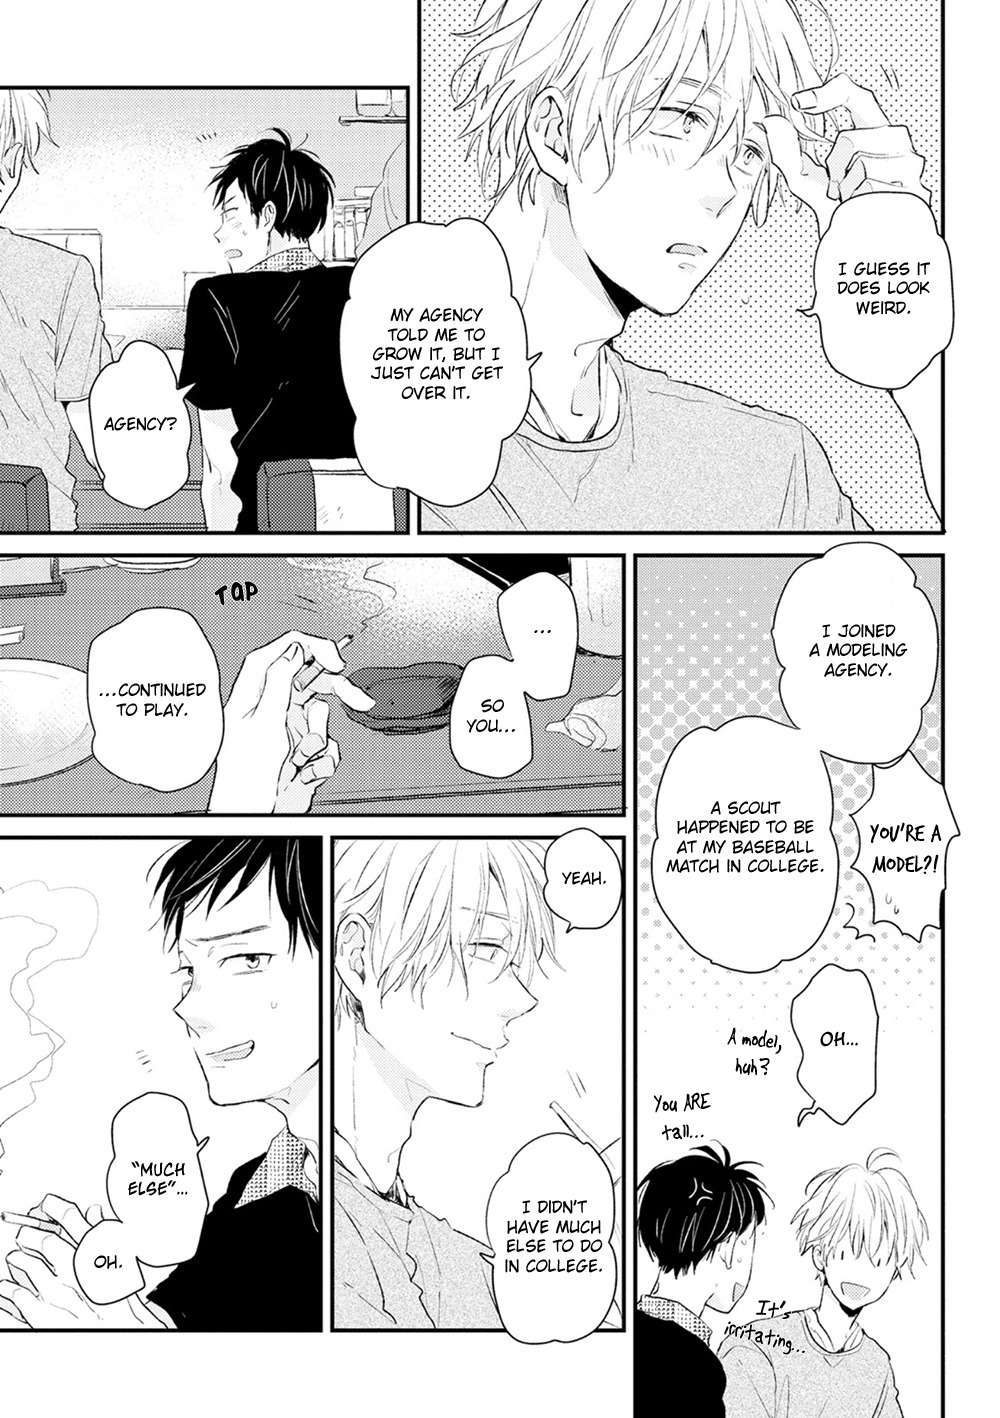 I GUESS IT
DOES LOOK
WEIRD.
MY AGENCY
TOLD ME TO
GROW IT, BUT I
JUST CAN'T GET
OVER IT.
AGENCY?
I JOINED
A MODELING
AGENCY.
YOU'RE A
MODEL?!
A SCOUT
HAPPENED TO BE
AT MY BASEBALL
MATCH IN COLLEGE.
OH...
A model,
huh?
You ARE
tall...
It's
irritating...
...
SO
YOU...
TAP
...CONTINUED
TO PLAY.
YEAH.
I DIDN'T
HAVE MUCH
ELSE TO DO
IN COLLEGE.
"MUCH
ELSE"...
OH.